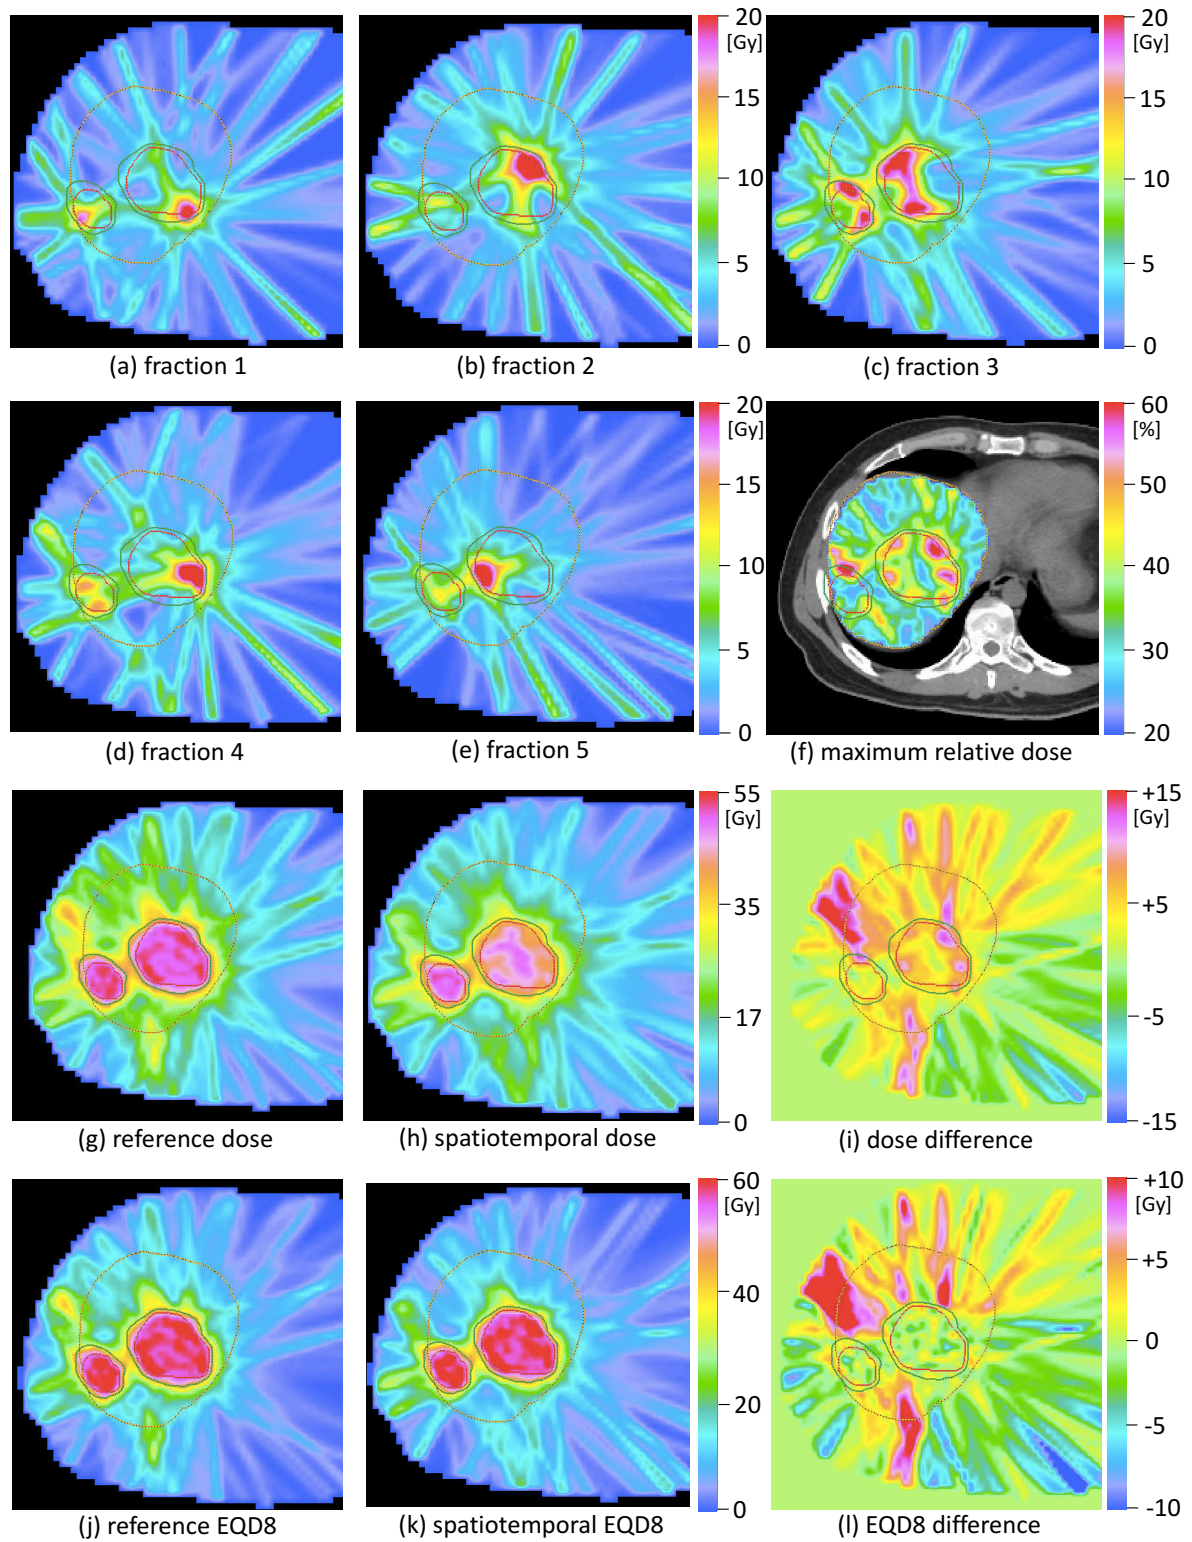 20
[Gy]
15
10
5
0
20
[Gy]
15
10
5
0
(a) fraction 1
(b) fraction 2
(c) fraction 3
20
[Gy]
15
10
5
0
60
[%]
50
40
30
20
(d) fraction 4
(e) fraction 5
(f) maximum relative dose
55
[Gy]
35
17
0
+15
[Gy]
+5
-5
-15
(g) reference dose
(h) spatiotemporal dose
(i) dose difference
60
[Gy]
40
20
0
+10
[Gy]
+5
0
-5
-10
(j) reference EQD8
(k) spatiotemporal EQD8
(l) EQD8 difference